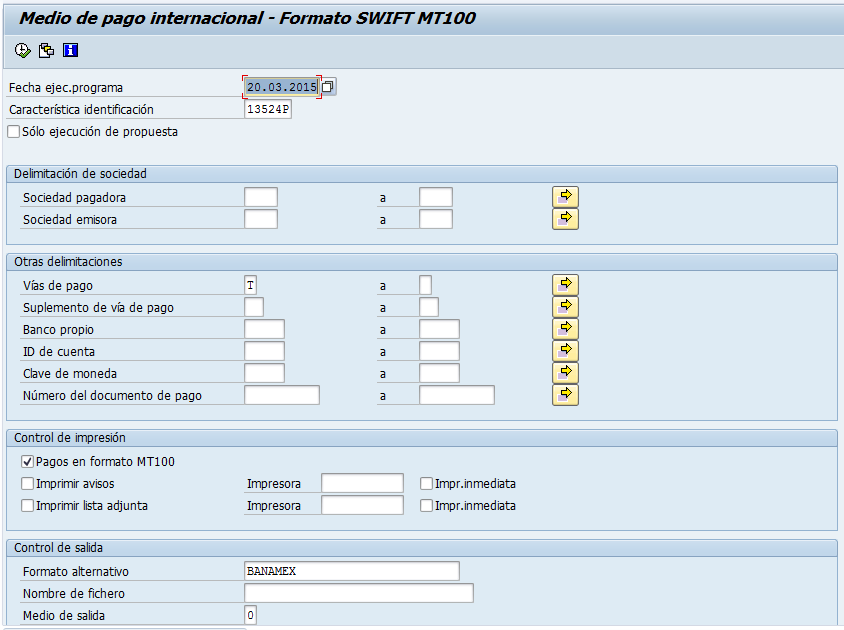 Medio de pago internacional - Formato SWIFT MT100
Fecha ejec.programa 20.03.2015
Característica identificación 13524P
Sólo ejecución de propuesta
Delimitación de sociedad
Sociedad pagadora a
Sociedad emisora a
Otras delimitaciones
Vías de pago T a
Suplemento de vía de pago a
Banco propio a
ID de cuenta a
Clave de moneda a
Número del documento de pago a
Control de impresión
Pagos en formato MT100
Imprimir avisos Impresora Impr.inmediata
Imprimir lista adjunta Impresora Impr.inmediata
Control de salida
Formato alternativo BANAMEX
Nombre de fichero
Medio de salida 0